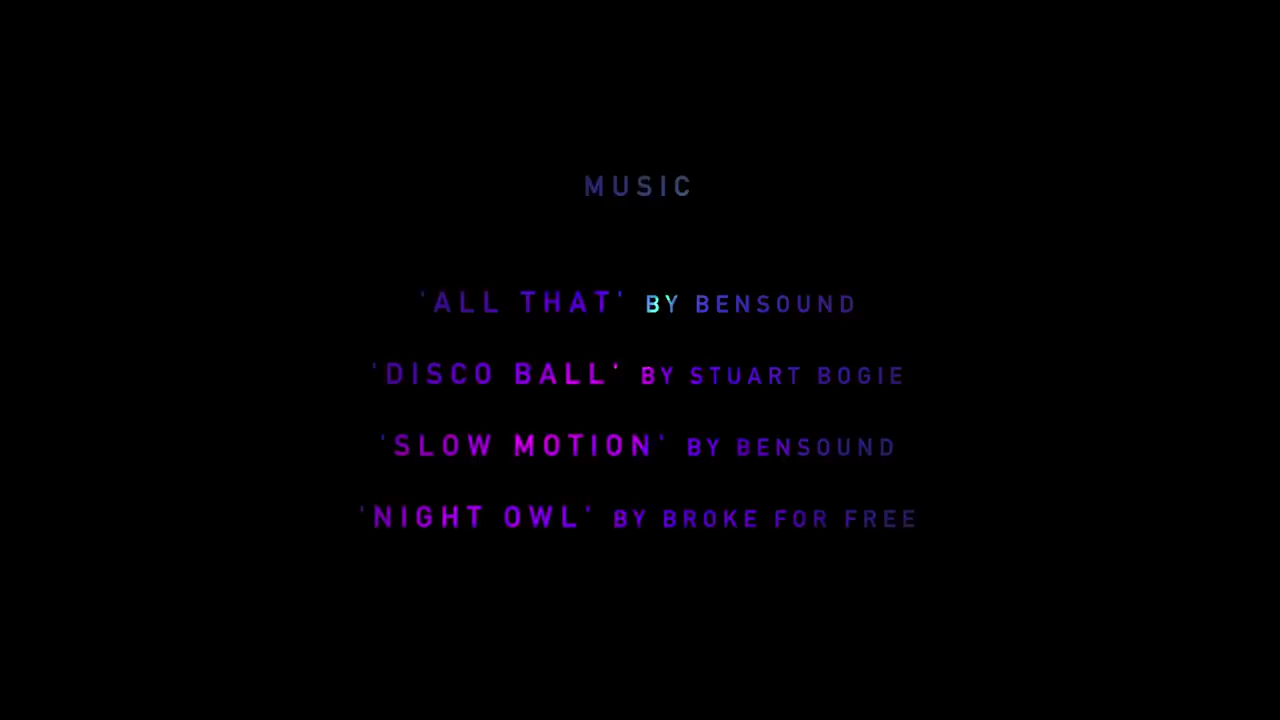 MUSIC
'ALL THAT' BY BENSOUND
'DISCO BALL' BY STUART BOGIE
'SLOW MOTION' BY BENSOUND
'NIGHT OWL' BY BROKE FOR FREE